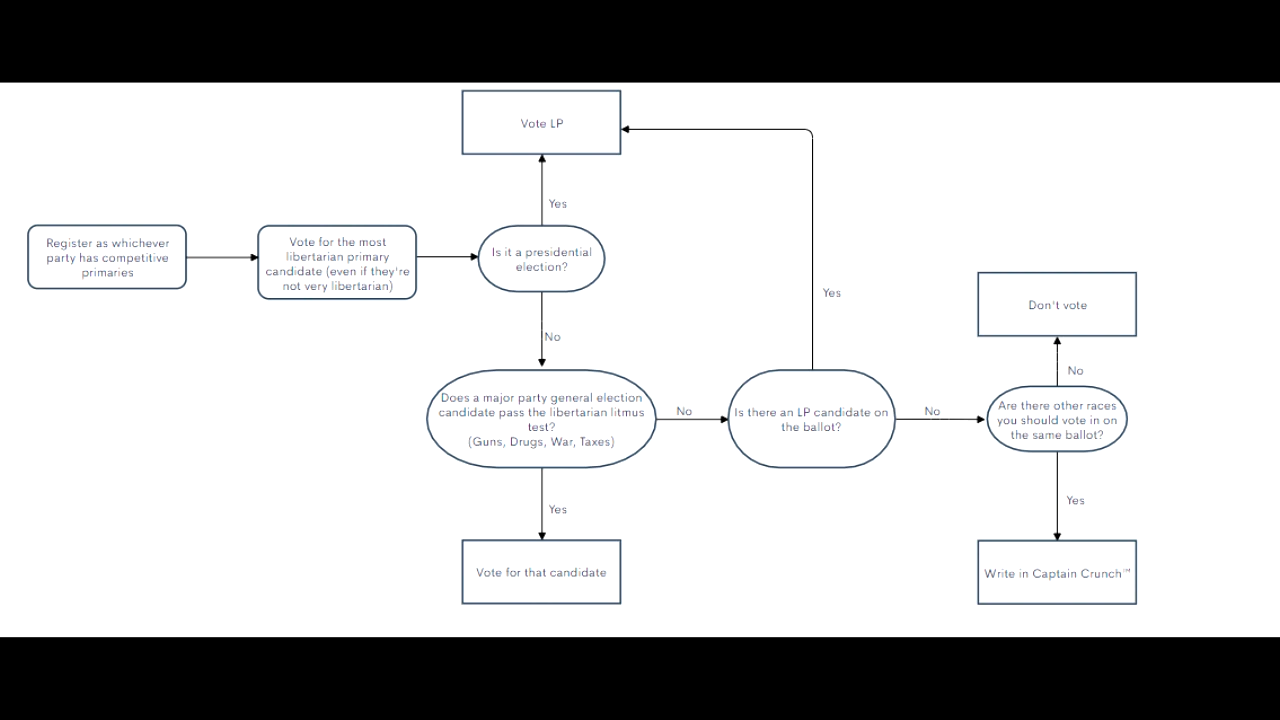 Vote LP
Yes
Register as whichever
party has competitive
primaries
Vote for the most
libertarian primary
candidate (even if they're
not very libertarian)
Is it a presidential
election?
Yes
No
Don't vote
No
Does a major party general election
candidate pass the libertarian litmus
test?
(Guns, Drugs, War, Taxes)
No
Is there an LP candidate on
the ballot?
No
Are there other races
you should vote in on
the same ballot?
Yes
Yes
Vote for that candidate
Write in Captain Crunch™